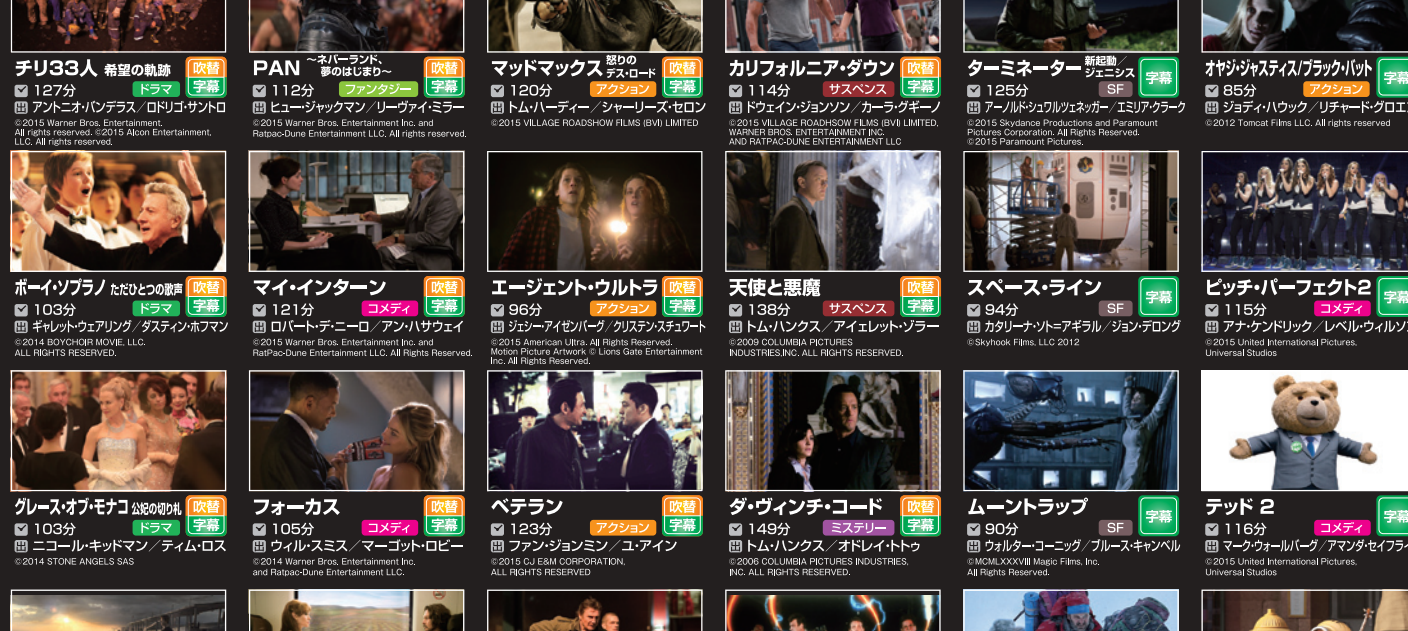 チリ33人 希望の軌跡
吹替
字幕
127分
ドラマ
アントニオ・バンデラス／ロドリゴ・サントロ
©2015 Warner Bros. Entertainment.
All rights reserved. ©2015 Alcon Entertainment,
LLC. All rights reserved.
PAN ～ネバーランド、
夢のはじまり～
吹替
字幕
112分
ファンタジー
ヒュー・ジャックマン／リーヴァイ・ミラー
©2015 Warner Bros. Entertainment Inc. and
Ratpac-Dune Entertainment LLC. All rights reserved.
マッドマックス 怒りの
デス・ロード
吹替
字幕
120分
アクション
トム・ハーディー／シャーリーズ・セロン
©2015 VILLAGE ROADSHOW FILMS (BVI) LIMITED
カリフォルニア・ダウン
吹替
字幕
114分
サスペンス
ドウェイン・ジョンソン／カーラ・グギーノ
©2015 VILLAGE ROADHSOW FILMS (BVI) LIMITED,
WARNER BROS. ENTERTAINMENT INC.
AND RATPAC-DUNE ENTERTAINMENT LLC
ターミネーター 新起動／
ジェニシス
字幕
125分
SF
アーノルド・シュワルツェネッガー／エミリア・クラーク
©2015 Skydance Productions and Paramount
Pictures Corporation. All Rights Reserved.
©2015 Paramount Pictures.
オヤジ・ジャスティス/ブラック・バット
字幕
85分
アクション
ジョディ・ハウック／リチャード・グロエ
©2012 Tomcat Films LLC. All rights reserved
ボーイ・ソプラノ ただひとつの歌声
吹替
字幕
103分
ドラマ
ギャレット・ウェアリング／ダスティン・ホフマン
©2014 BOYCHOIR MOVIE, LLC.
ALL RIGHTS RESERVED.
マイ・インターン
吹替
字幕
121分
コメディ
ロバート・デ・ニーロ／アン・ハサウェイ
©2015 Warner Bros. Entertainment Inc. and
RatPac-Dune Entertainment LLC. All Rights Reserved.
エージェント・ウルトラ
吹替
字幕
96分
アクション
ジェシー・アイゼンバーグ／クリステン・スチュワート
©2015 American Ultra. All Rights Reserved.
Motion Picture Artwork © Lions Gate Entertainment
Inc. All Rights Reserved.
天使と悪魔
吹替
字幕
138分
サスペンス
トム・ハンクス／アイェレット・ゾラー
©2009 COLUMBIA PICTURES
INDUSTRIES,INC. ALL RIGHTS RESERVED.
スペース・ライン
字幕
94分
SF
カタリーナ・ソト＝アギラル／ジョン・デロング
©Skyhook Films, LLC 2012
ピッチ・パーフェクト2
字幕
115分
コメディ
アナ・ケンドリック／レベル・ウィルソン
©2015 United International Pictures,
Universal Studios
グレース・オブ・モナコ 公妃の切り札
吹替
字幕
103分
ドラマ
ニコール・キッドマン／ティム・ロス
©2014 STONE ANGELS SAS
フォーカス
吹替
字幕
105分
コメディ
ウィル・スミス／マーゴット・ロビー
©2014 Warner Bros. Entertainment Inc.
and Ratpac-Dune Entertainment LLC.
ベテラン
吹替
字幕
123分
アクション
ファン・ジョンミン／ユ・アイン
©2015 CJ E&M CORPORATION,
ALL RIGHTS RESERVED
ダ・ヴィンチ・コード
吹替
字幕
149分
ミステリー
トム・ハンクス／オドレイ・トトゥ
©2006 COLUMBIA PICTURES INDUSTRIES,
INC. ALL RIGHTS RESERVED.
ムーントラップ
字幕
90分
SF
ウォルター・コーニッグ／ブルース・キャンベル
©MCMLXXXVIII Magic Films, Inc.
All Rights Reserved.
テッド 2
字幕
116分
コメディ
マーク・ウォールバーグ／アマンダ・セイフライ
©2015 United International Pictures,
Universal Studios